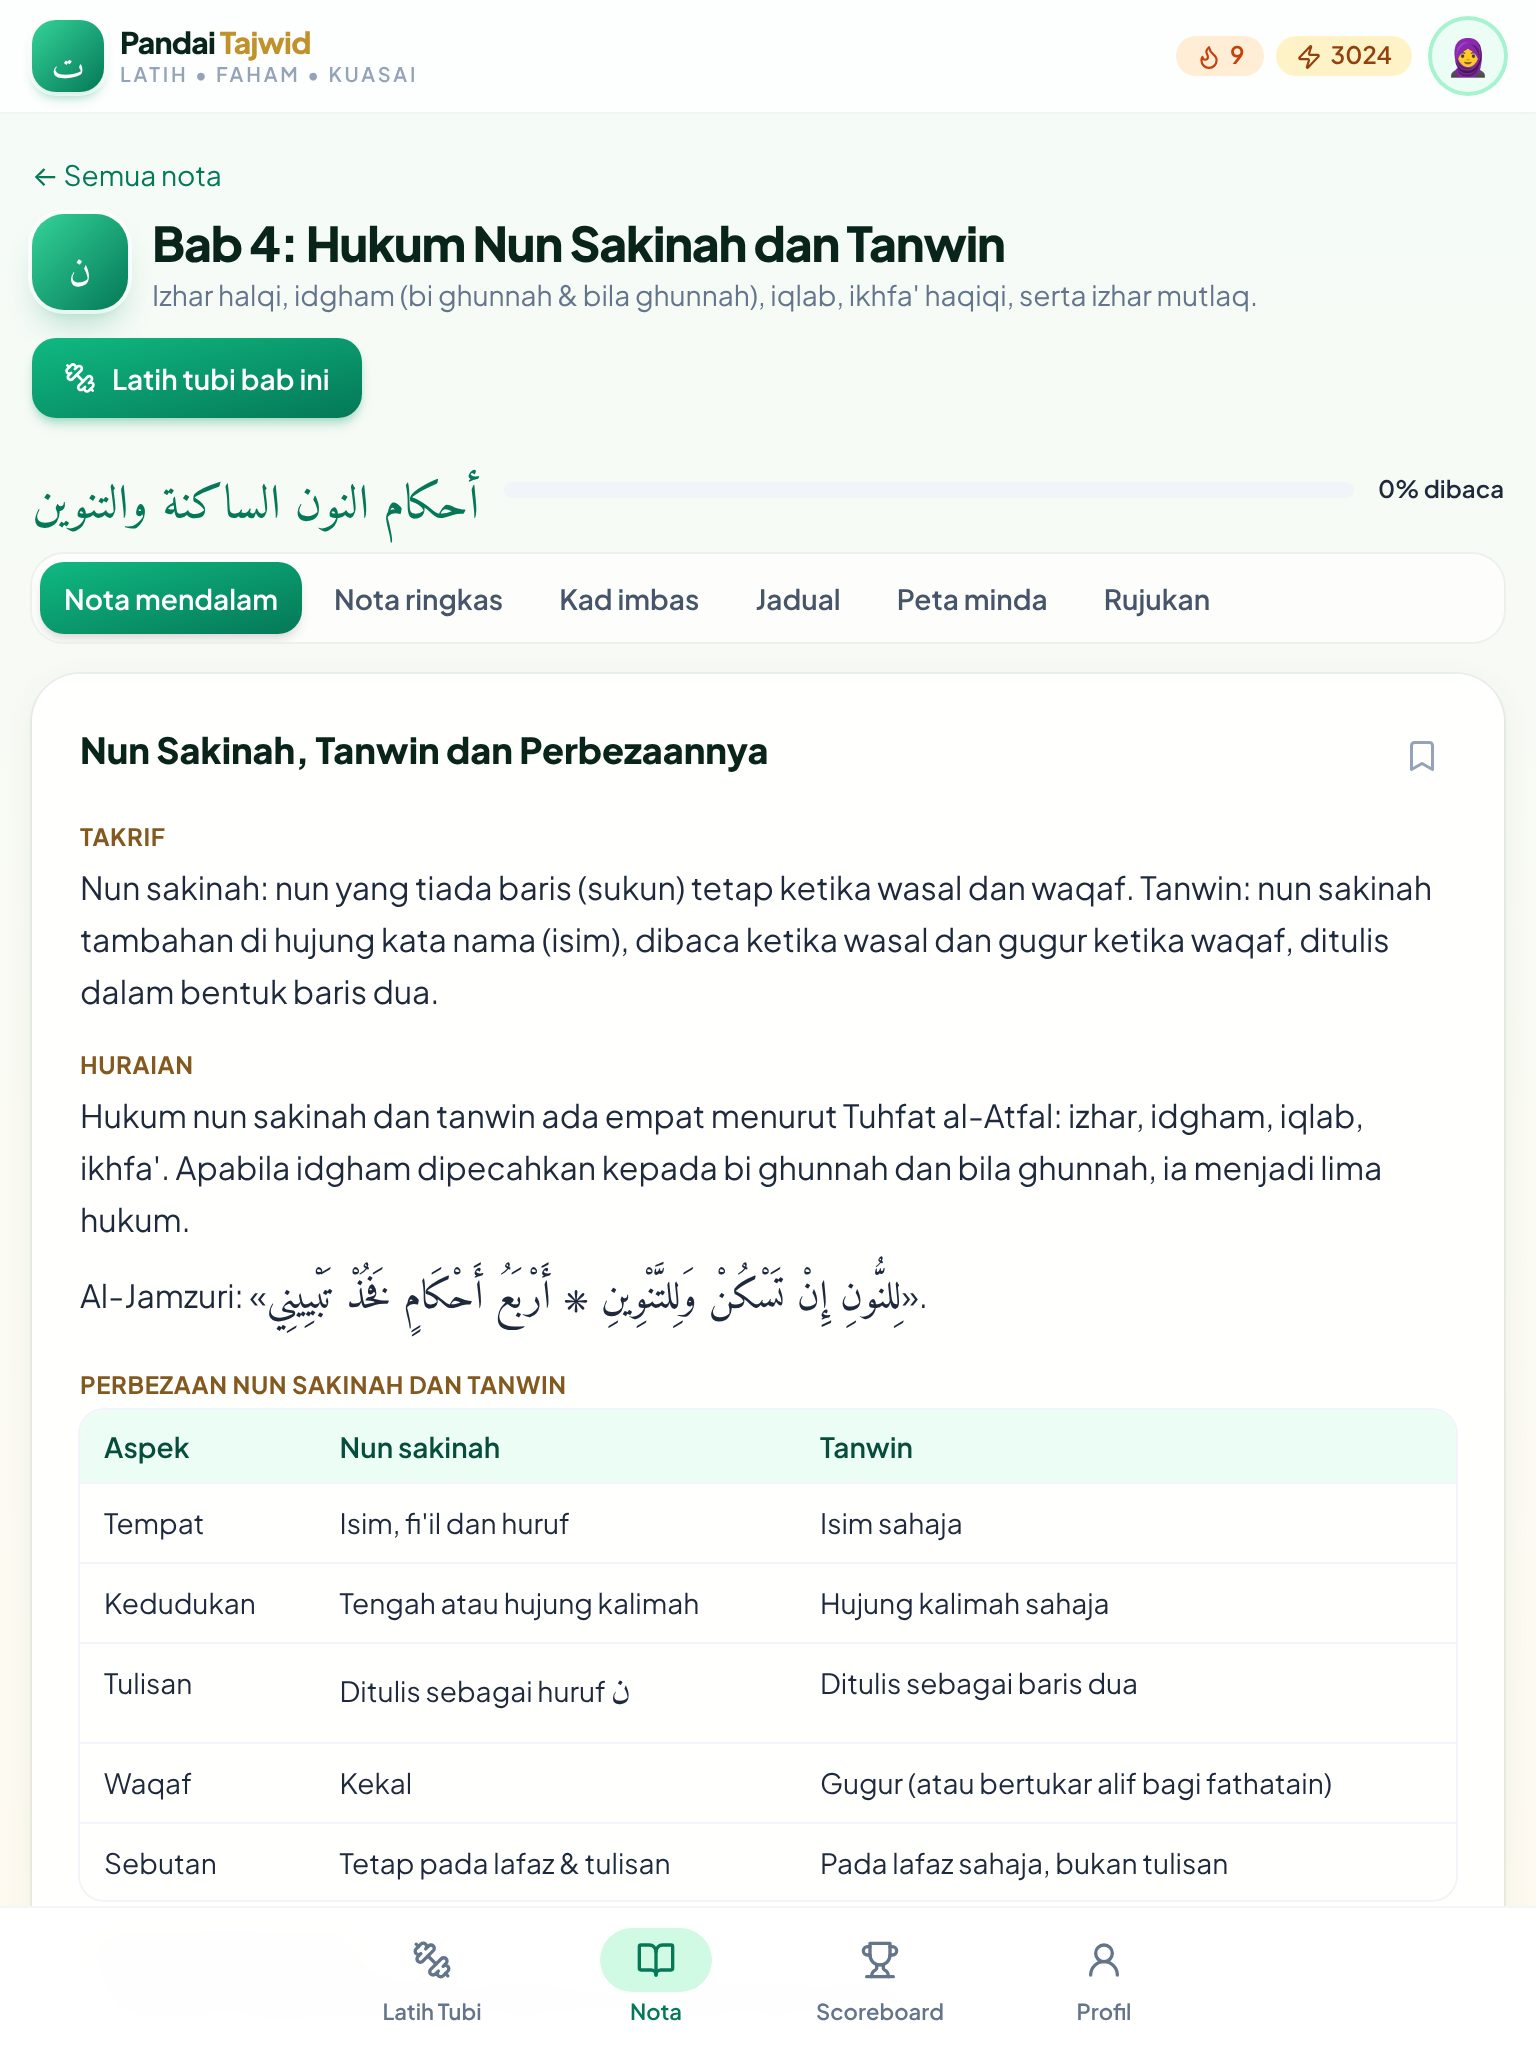 ت
Pandai Tajwid
LATIH • FAHAM • KUASAI
9
3024
← Semua nota
ن
Bab 4: Hukum Nun Sakinah dan Tanwin
Izhar halqi, idgham (bi ghunnah & bila ghunnah), iqlab, ikhfa' haqiqi, serta izhar mutlaq.
Latih tubi bab ini
أحكام النون الساكنة والتنوين
0% dibaca
Nota mendalam Nota ringkas Kad imbas Jadual Peta minda Rujukan
Nun Sakinah, Tanwin dan Perbezaannya
TAKRIF
Nun sakinah: nun yang tiada baris (sukun) tetap ketika wasal dan waqaf. Tanwin: nun sakinah
tambahan di hujung kata nama (isim), dibaca ketika wasal dan gugur ketika waqaf, ditulis
dalam bentuk baris dua.
HURAIAN
Hukum nun sakinah dan tanwin ada empat menurut Tuhfat al-Atfal: izhar, idgham, iqlab,
ikhfa'. Apabila idgham dipecahkan kepada bi ghunnah dan bila ghunnah, ia menjadi lima
hukum.
Al-Jamzuri: «لِلنُّونِ إِنْ تَسْكُنْ وَلِلتَّنْوِينِ * أَرْبَعُ أَحْكَامٍ فَخُذْ تَبْيِينِي».
PERBEZAAN NUN SAKINAH DAN TANWIN
Aspek Nun sakinah Tanwin
Tempat Isim, fi'il dan huruf Isim sahaja
Kedudukan Tengah atau hujung kalimah Hujung kalimah sahaja
Tulisan Ditulis sebagai huruf ن Ditulis sebagai baris dua
Waqaf Kekal Gugur (atau bertukar alif bagi fathatain)
Sebutan Tetap pada lafaz & tulisan Pada lafaz sahaja, bukan tulisan
Latih Tubi Nota Scoreboard Profil